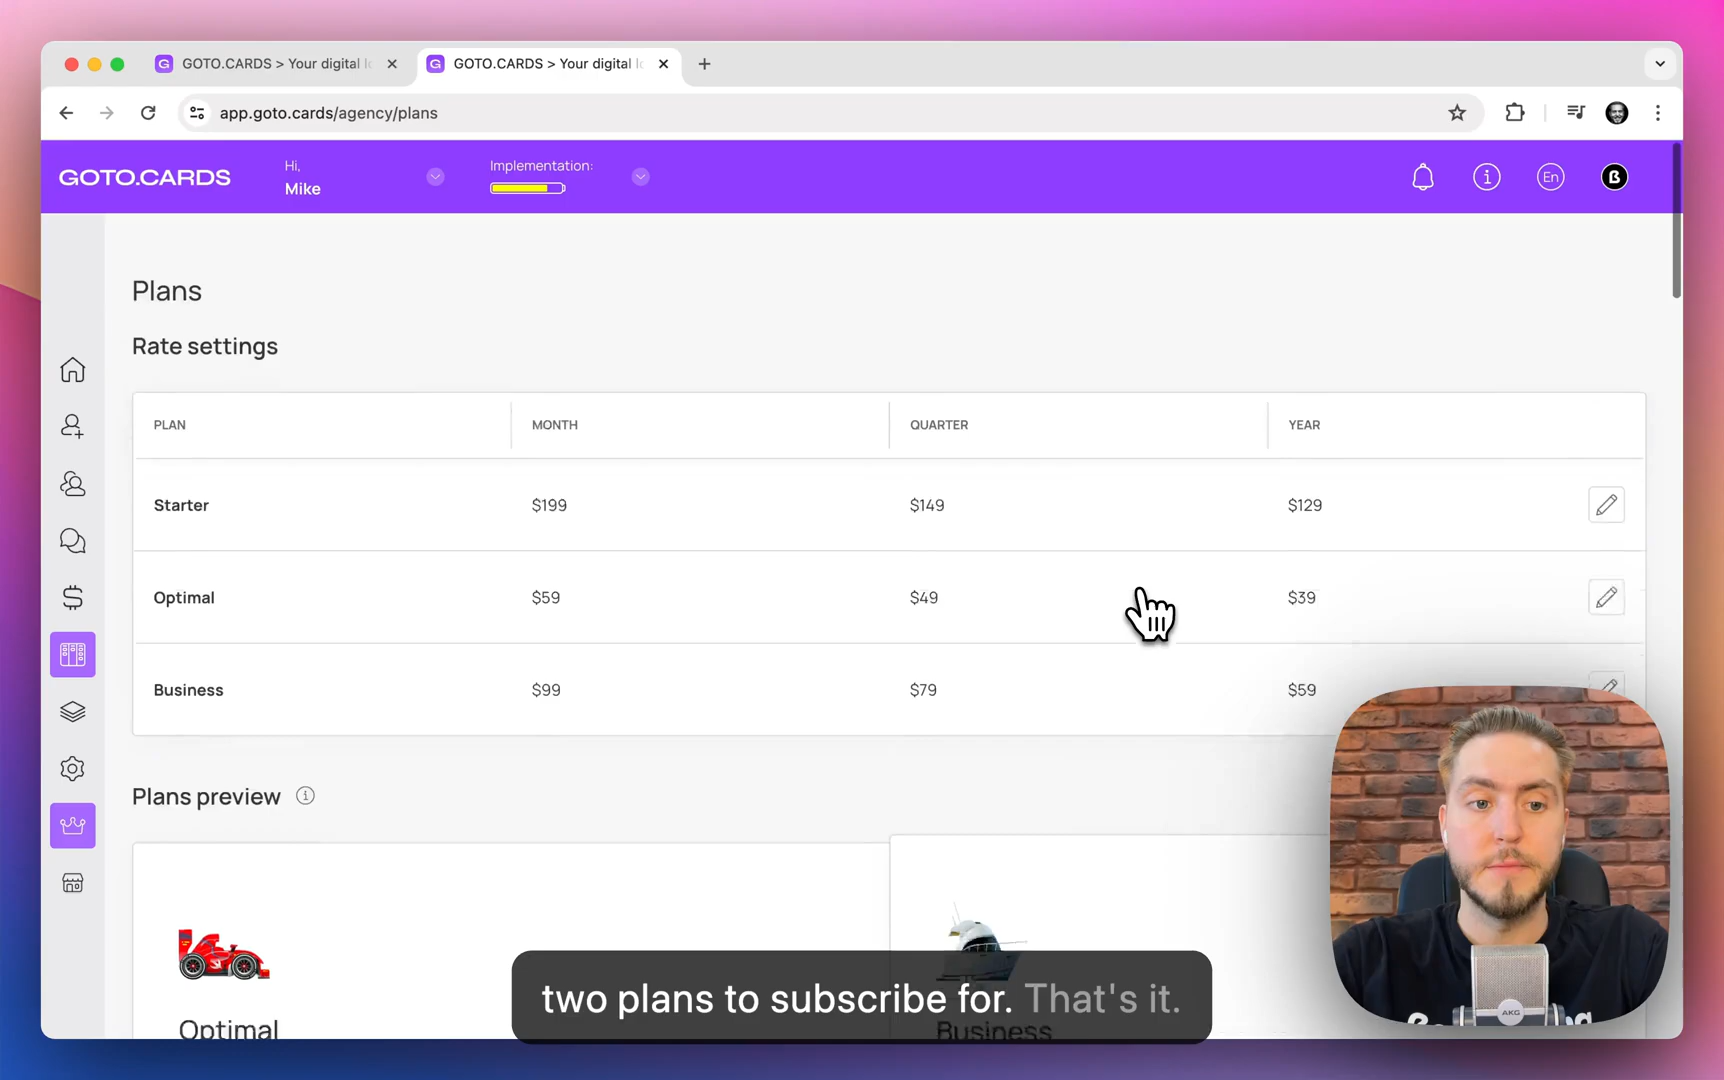 GOTO.CARDS > Your digital
GOTO.CARDS > Your digital
app.goto.cards/agency/plans
GOTO.CARDS
Hi,
Mike
Implementation:
En
Plans
Rate settings
PLAN MONTH QUARTER YEAR
Starter $199 $149 $129
Optimal $59 $49 $39
Business $99 $79 $59
Plans preview
Optimal
Business
two plans to subscribe for. That's it.
AKG